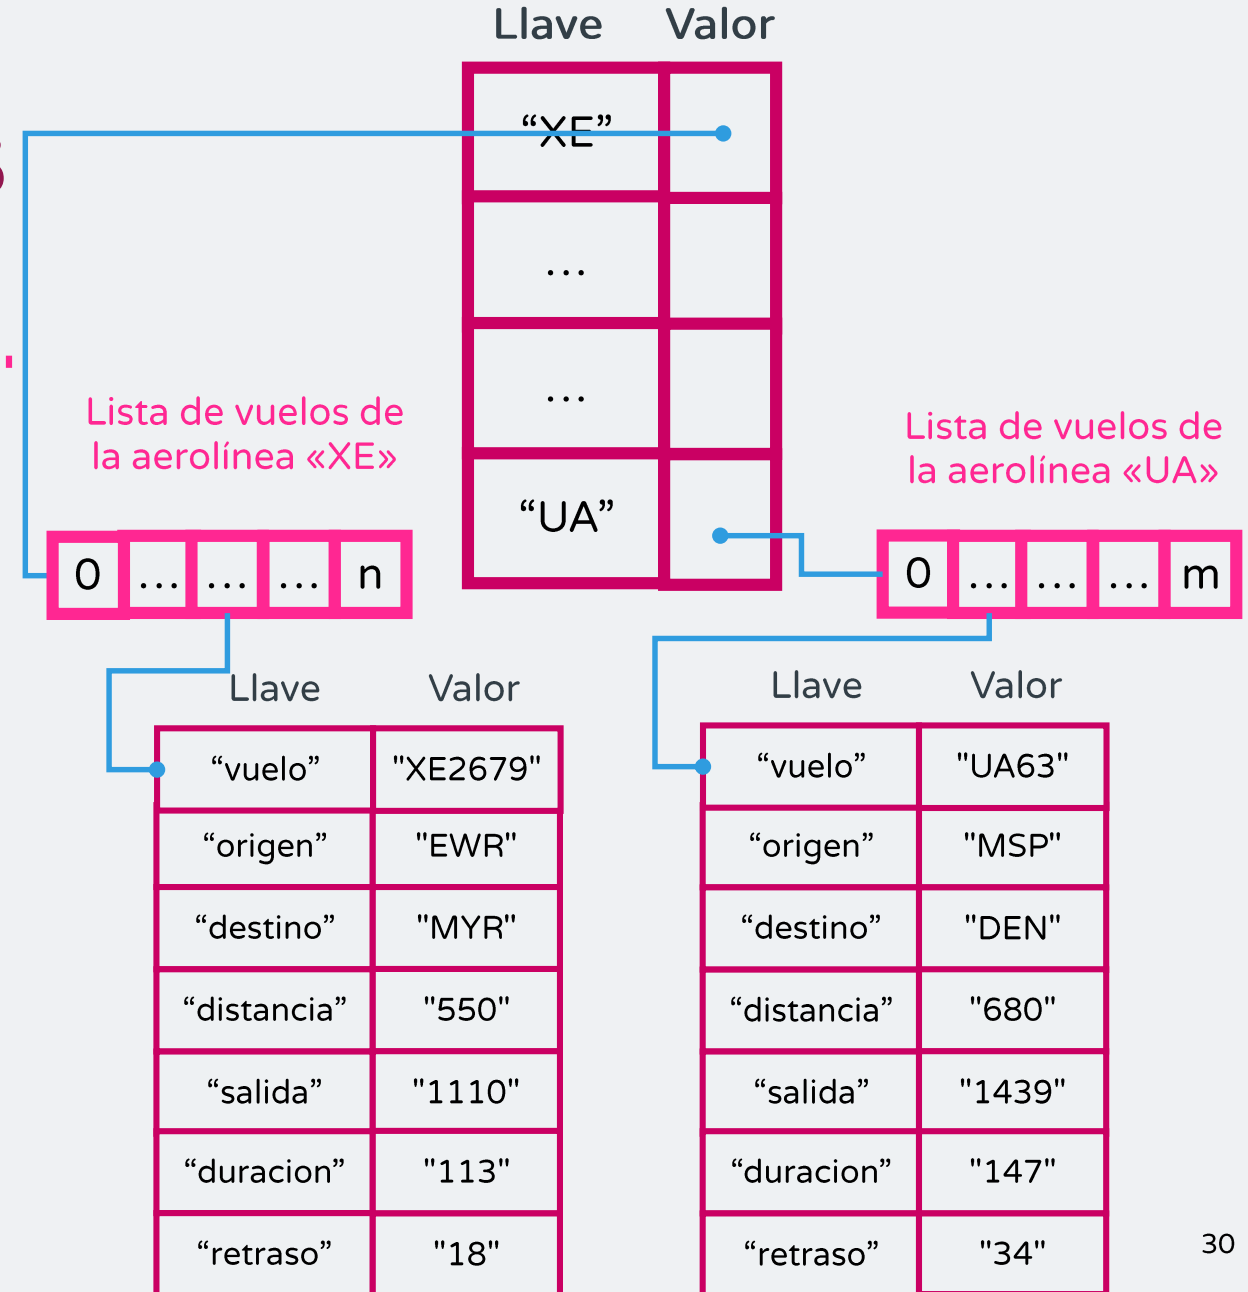 Llave Valor
“XE”
...
...
“UA”
Lista de vuelos de
la aerolínea «XE»
0 ... ... ... n
Lista de vuelos de
la aerolínea «UA»
0 ... ... ... m
Llave Valor
“vuelo” "XE2679"
“origen” "EWR"
“destino” "MYR"
“distancia” "550"
“salida” "1110"
“duracion” "113"
“retraso” "18"
Llave Valor
“vuelo” "UA63"
“origen” "MSP"
“destino” "DEN"
“distancia” "680"
“salida” "1439"
“duracion” "147"
“retraso” "34"
30